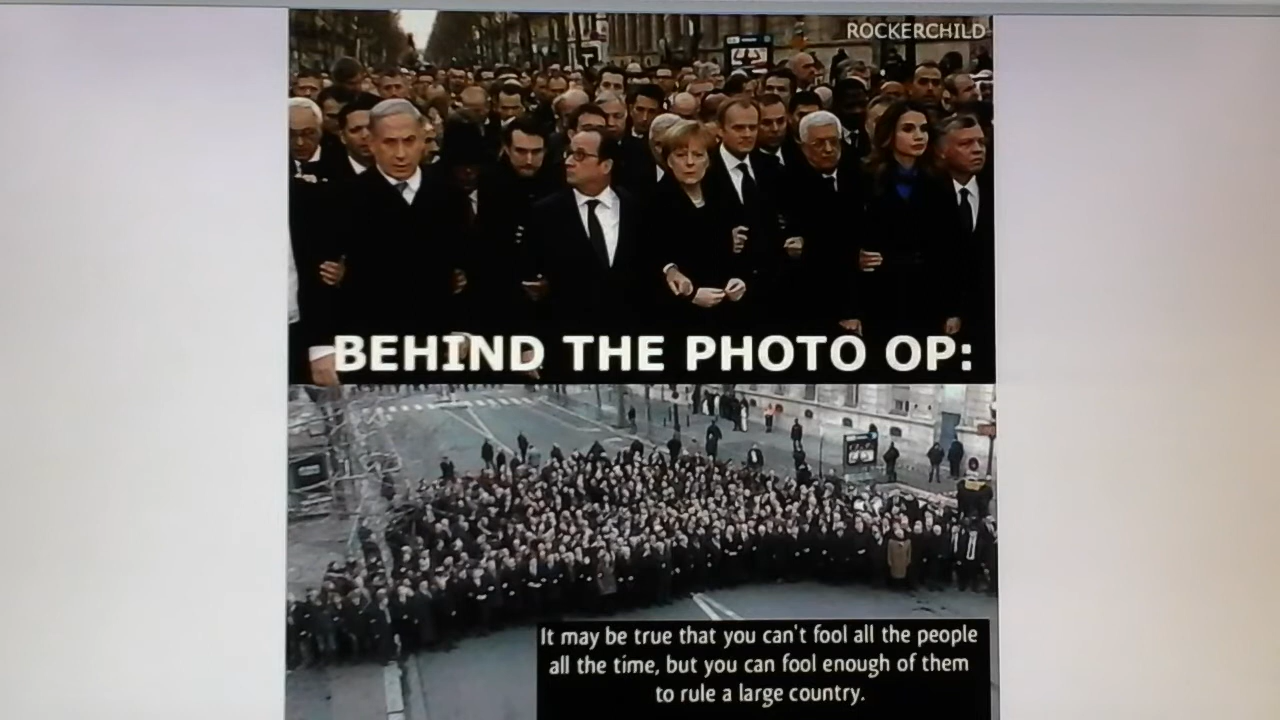 ROCKERCHILD
BEHIND THE PHOTO OP:
It may be true that you can't fool all the people
all the time, but you can fool enough of them
to rule a large country.